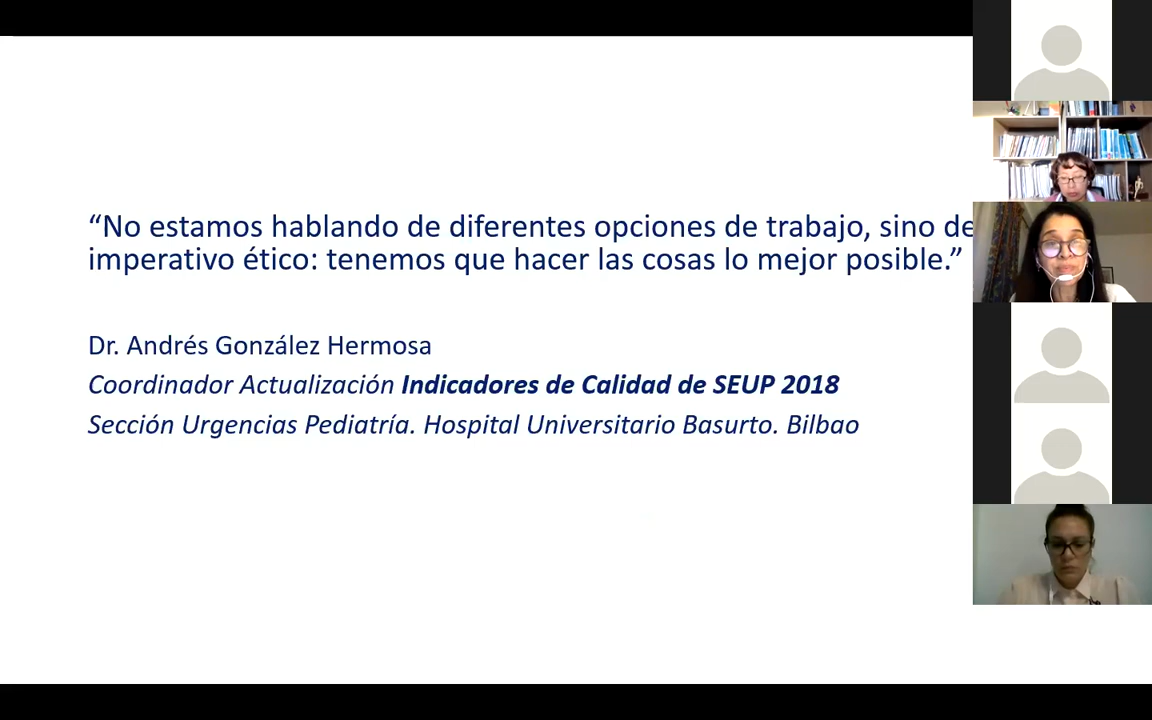 “No estamos hablando de diferentes opciones de trabajo, sino de
imperativo ético: tenemos que hacer las cosas lo mejor posible.”
Dr. Andrés González Hermosa
Coordinador Actualización Indicadores de Calidad de SEUP 2018
Sección Urgencias Pediatría. Hospital Universitario Basurto. Bilbao